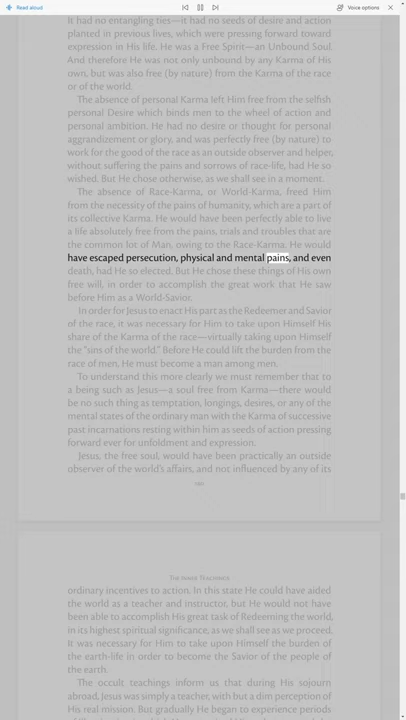 Read aloud
Voice options
It had no entangling ties—it had no seeds of desire and action
planted in previous lives, which were pressing forward toward
expression in His life. He was a Free Spirit—an Unbound Soul.
And therefore He was not only unbound by any Karma of His
own, but was also free (by nature) from the Karma of the race
or of the world.
The absence of personal Karma left Him free from the selfish
personal Desire which binds men to the wheel of action and
personal ambition. He had no desire or thought for personal
aggrandizement or glory, and was perfectly free (by nature) to
work for the good of the race as an outside observer and helper,
without suffering the pains and sorrows of race-life, had He so
wished. But He chose otherwise, as we shall see in a moment.
The absence of Race-Karma, or World-Karma, freed Him
from the necessity of the pains of humanity, which are a part of
its collective Karma. He would have been perfectly able to live
a life absolutely free from the pains, trials and troubles that are
the common lot of Man, owing to the Race-Karma. He would
have escaped persecution, physical and mental pains, and even
death, had He so elected. But He chose these things of His own
free will, in order to accomplish the great work that He saw
before Him as a World-Savior.
In order for Jesus to enact His part as the Redeemer and Savior
of the race, it was necessary for Him to take upon Himself His
share of the Karma of the race—virtually taking upon Himself
the “sins of the world.” Before He could lift the burden from the
race of men, He must become a man among men.
To understand this more clearly we must remember that to
a being such as Jesus—a soul free from Karma—there would
be no such thing as temptation, longings, desires, or any of the
mental states of the ordinary man with the Karma of successive
past incarnations resting within him as seeds of action pressing
forward ever for unfoldment and expression.
Jesus, the free soul, would have been practically an outside
observer of the world’s affairs, and not influenced by any of its
The Inner Teachings
ordinary incentives to action. In this state He could have aided
the world as a teacher and instructor, but He would not have
been able to accomplish His great task of Redeeming the world,
in its highest spiritual significance, as we shall see as we proceed.
It was necessary for Him to take upon Himself the burden of
the earth-life in order to become the Savior of the people of
the earth.
The occult teachings inform us that during His sojourn
abroad, Jesus was simply a teacher, with but a dim perception of
His real mission. But gradually He began to experience periods